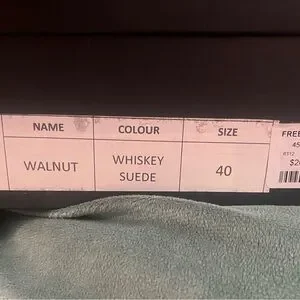 NAME COLOUR SIZE FREE
WALNUT WHISKEY SUEDE 40